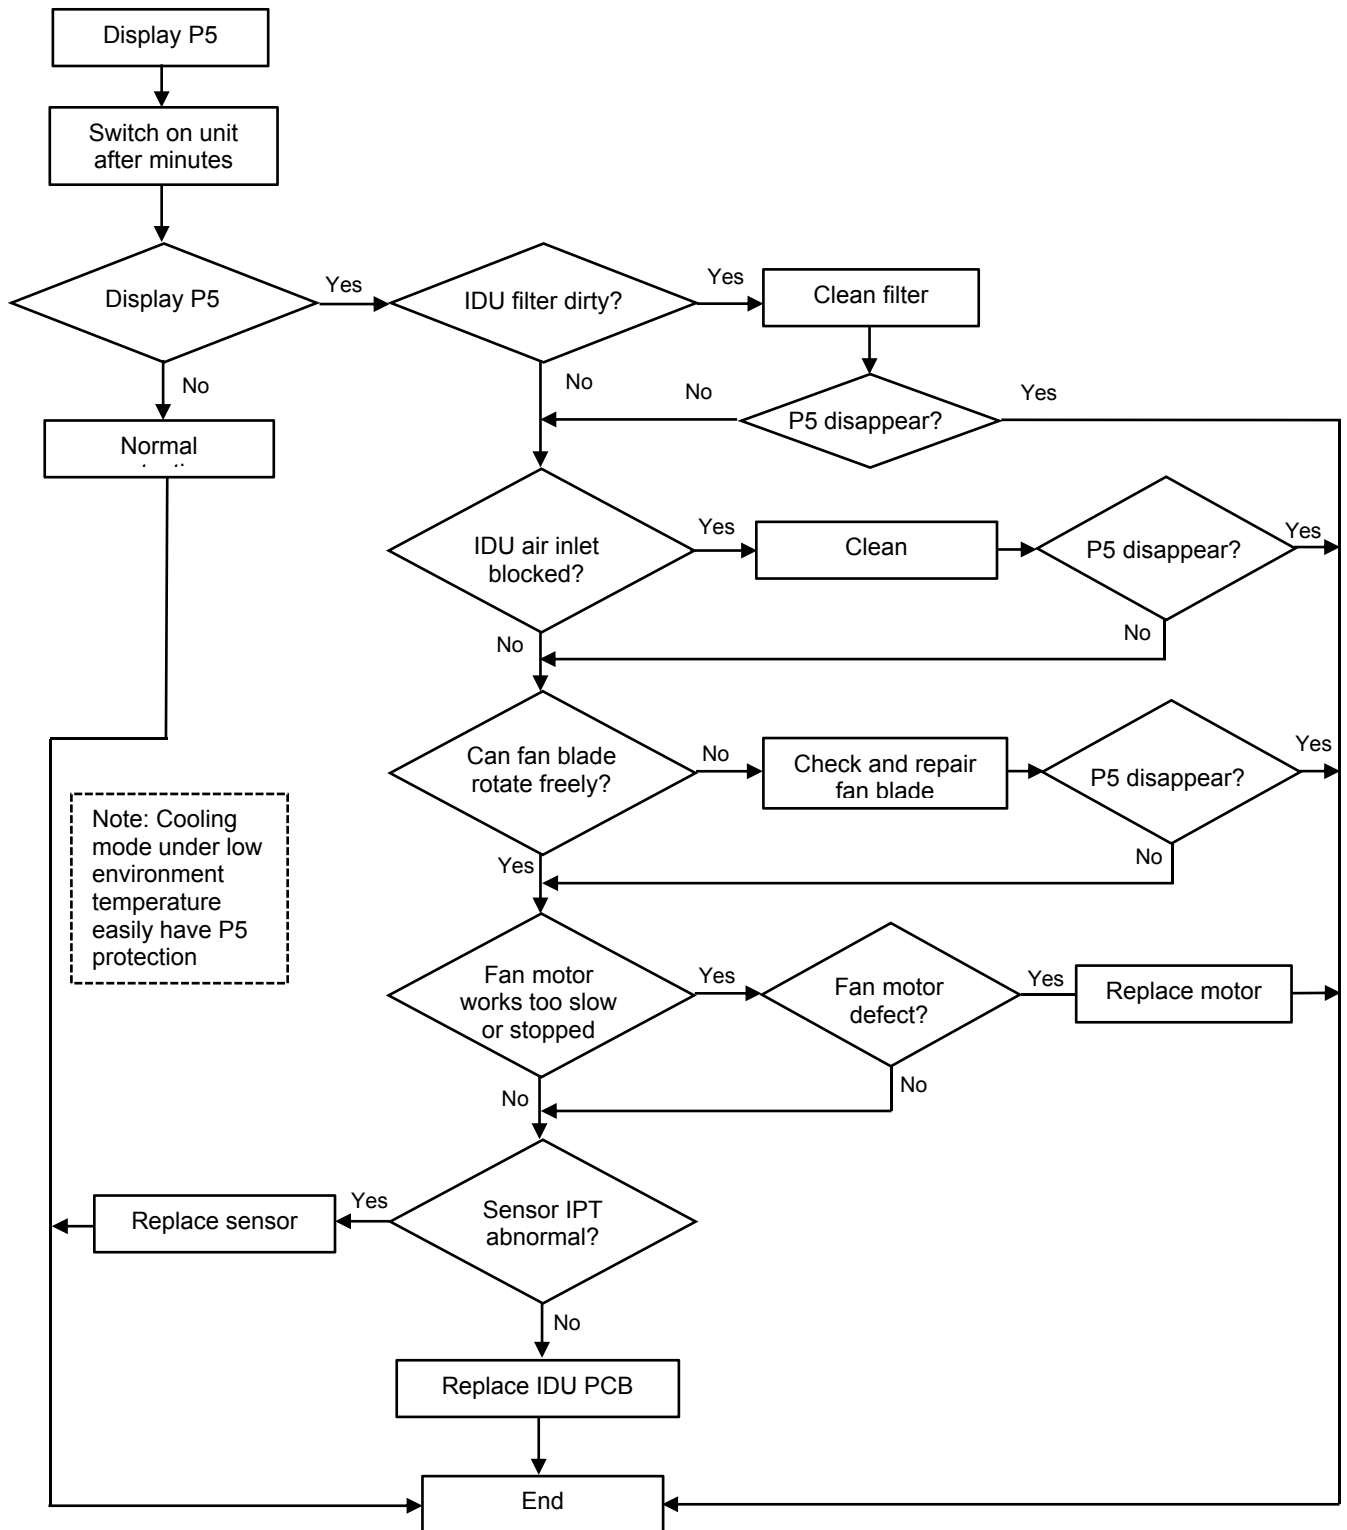 Display P5
Switch on unit
after minutes
Display P5
Yes
IDU filter dirty?
Yes
Clean filter
No
No
No
P5 disappear?
Yes
Normal
IDU air inlet
blocked?
Yes
Clean
P5 disappear?
Yes
No
No
Can fan blade
rotate freely?
No
Check and repair
fan blade
P5 disappear?
Yes
Note: Cooling
mode under low
environment
temperature
easily have P5
protection
Yes
No
Fan motor
works too slow
or stopped
Yes
Fan motor
defect?
Yes
Replace motor
No
No
Replace sensor
Yes
Sensor IPT
abnormal?
No
Replace IDU PCB
End